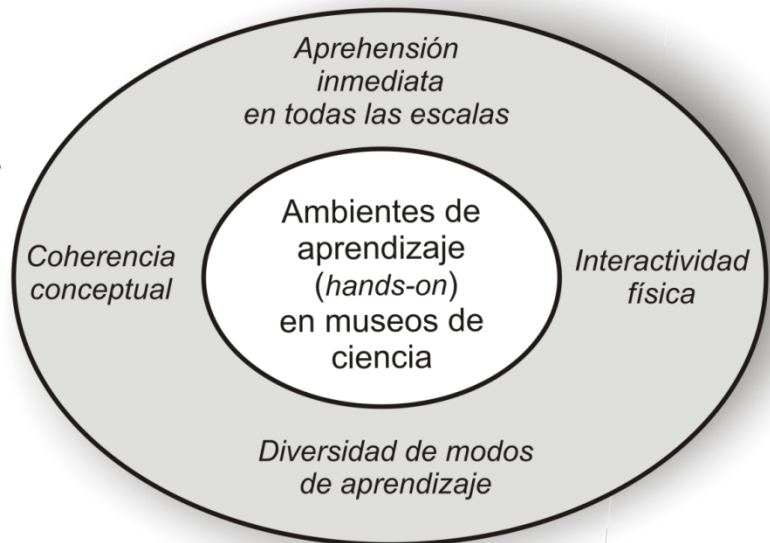 Aprehensión
inmediata
en todas las escalas
Coherencia
conceptual
Ambientes de
aprendizaje
(hands-on)
en museos de
ciencia
Interactividad
física
Diversidad de modos
de aprendizaje